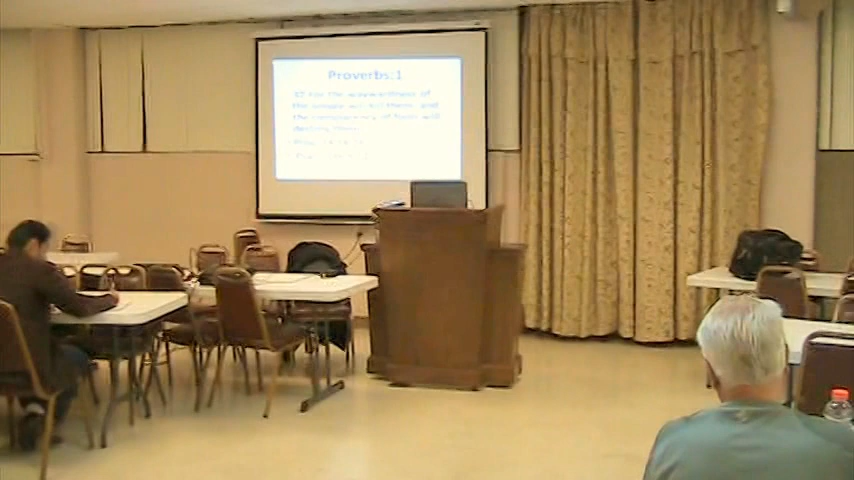 Proverbs:1
32 For the waywardness of
the simple will kill them, and
the complacency of fools will
destroy them;